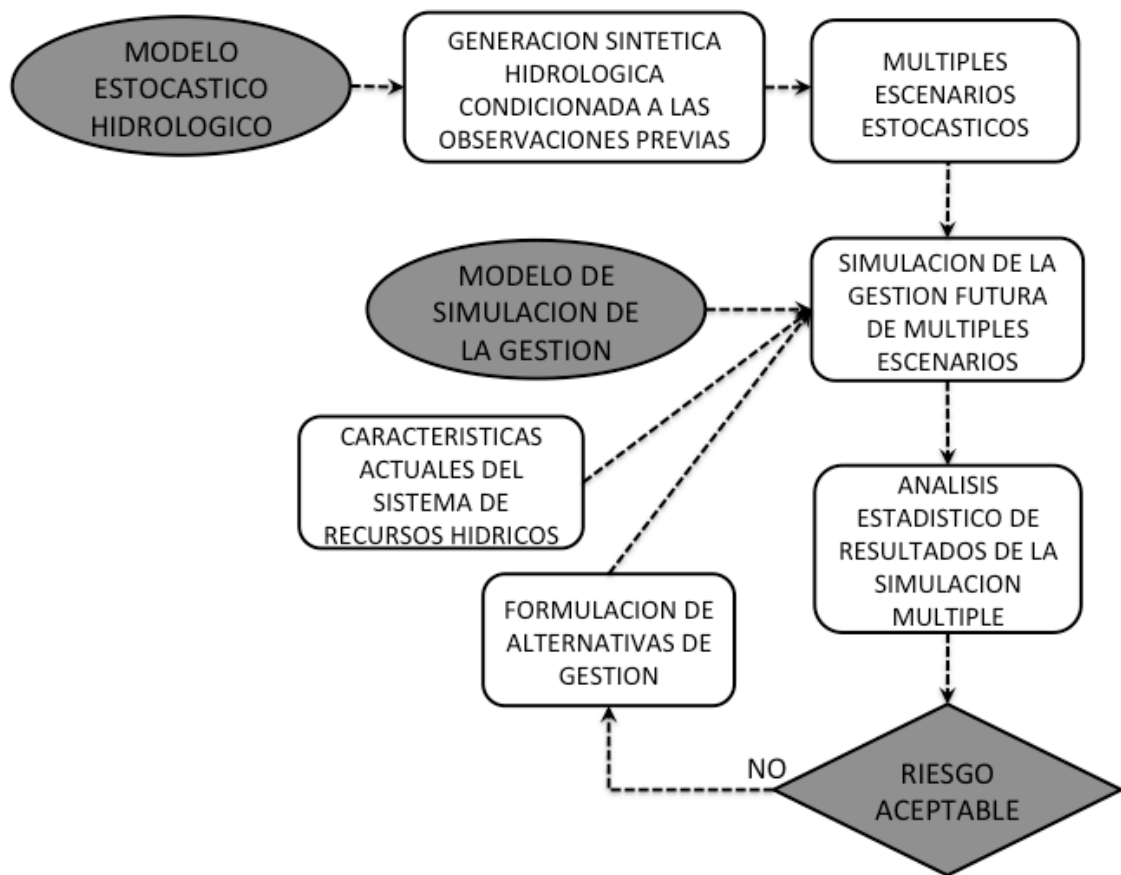 MODELO
ESTOCASTICO
HIDROLOGICO
GENERACION SINTETICA
HIDROLOGICA
CONDICIONADA A LAS
OBSERVACIONES PREVIAS
MULTIPLES
ESCENARIOS
ESTOCASTICOS
MODELO DE
SIMULACION DE
LA GESTION
SIMULACION DE LA
GESTION FUTURA
DE MULTIPLES
ESCENARIOS
CARACTERISTICAS
ACTUALES DEL
SISTEMA DE
RECURSOS HIDRICOS
ANALISIS
ESTADISTICO DE
RESULTADOS DE LA
SIMULACION
MULTIPLE
FORMULACION DE
ALTERNATIVAS DE
GESTION
NO
RIESGO
ACEPTABLE